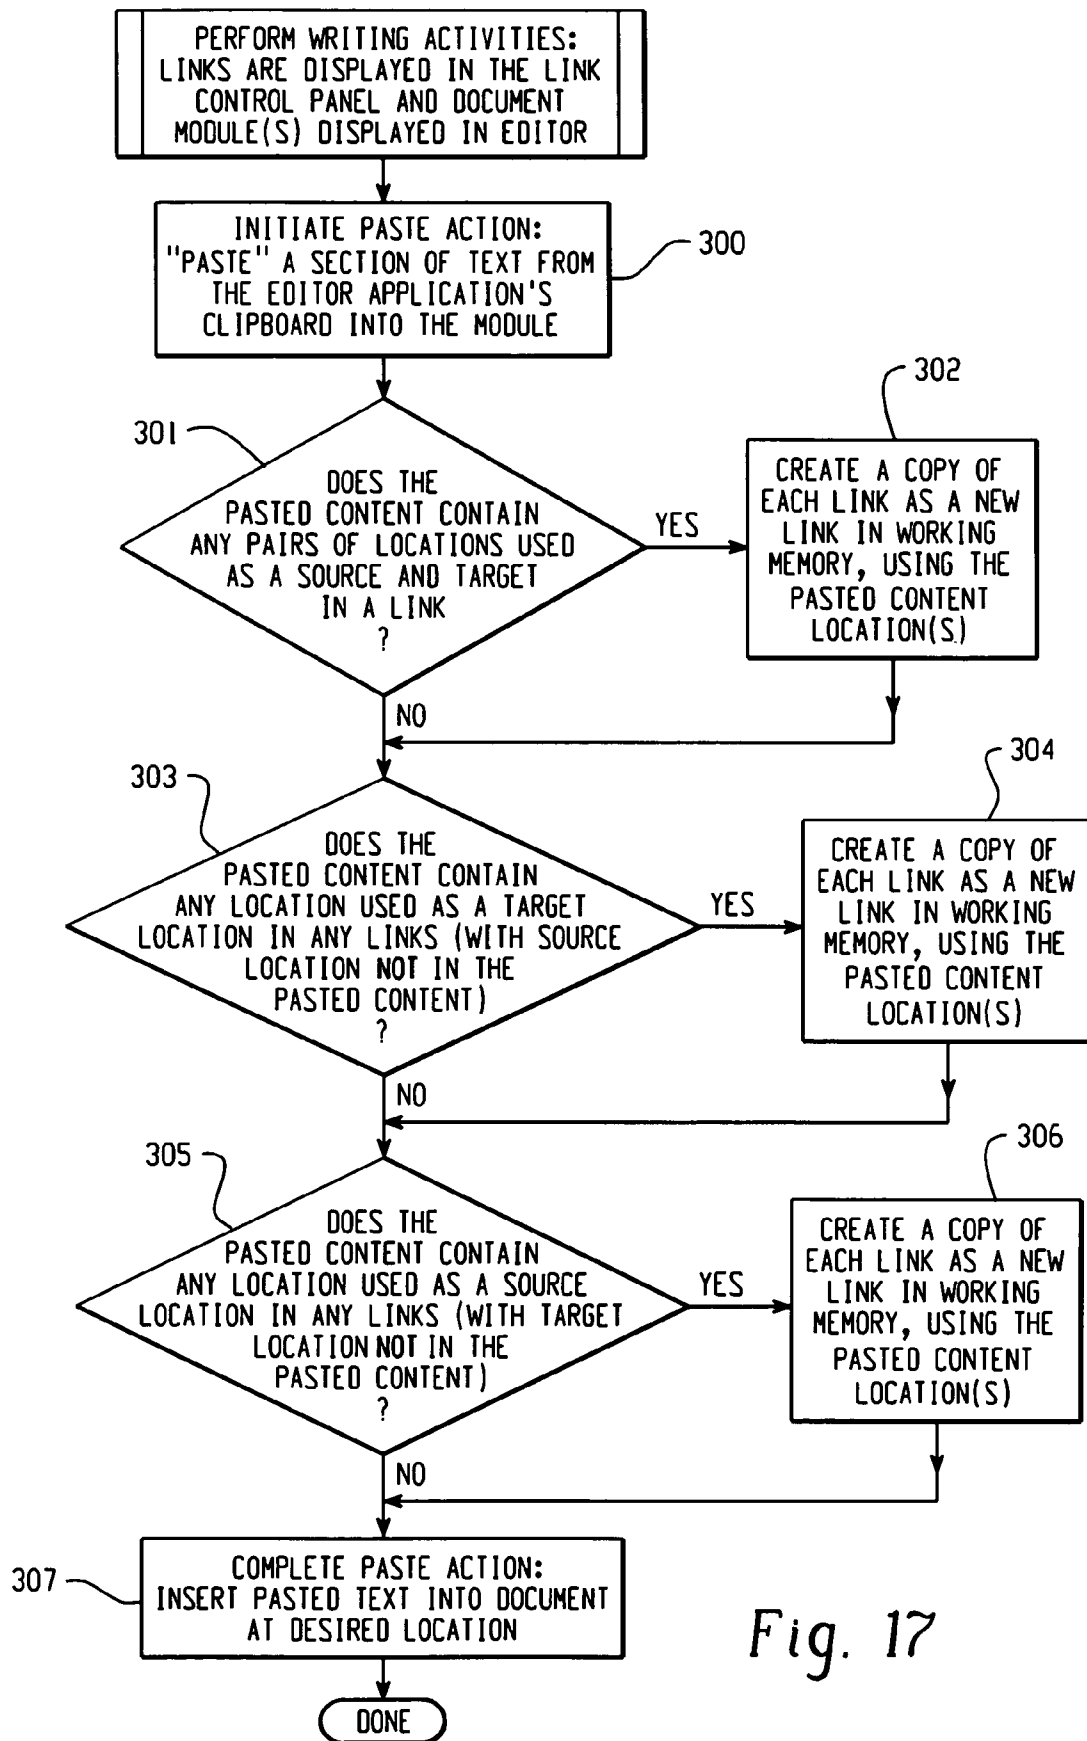 PERFORM WRITING ACTIVITIES:
LINKS ARE DISPLAYED IN THE LINK
CONTROL PANEL AND DOCUMENT
MODULE(S) DISPLAYED IN EDITOR
INITIATE PASTE ACTION:
"PASTE" A SECTION OF TEXT FROM
THE EDITOR APPLICATION'S
CLIPBOARD INTO THE MODULE
300
301
DOES THE
PASTED CONTENT CONTAIN
ANY PAIRS OF LOCATIONS USED
AS A SOURCE AND TARGET
IN A LINK
?
YES
302
CREATE A COPY OF
EACH LINK AS A NEW
LINK IN WORKING
MEMORY, USING THE
PASTED CONTENT
LOCATION(S)
NO
303
DOES THE
PASTED CONTENT CONTAIN
ANY LOCATION USED AS A TARGET
LOCATION IN ANY LINKS (WITH SOURCE
LOCATION NOT IN THE
PASTED CONTENT)
?
YES
304
CREATE A COPY OF
EACH LINK AS A NEW
LINK IN WORKING
MEMORY, USING THE
PASTED CONTENT
LOCATION(S)
NO
305
DOES THE
PASTED CONTENT CONTAIN
ANY LOCATION USED AS A SOURCE
LOCATION IN ANY LINKS (WITH TARGET
LOCATION NOT IN THE
PASTED CONTENT)
?
YES
306
CREATE A COPY OF
EACH LINK AS A NEW
LINK IN WORKING
MEMORY, USING THE
PASTED CONTENT
LOCATION(S)
NO
307
COMPLETE PASTE ACTION:
INSERT PASTED TEXT INTO DOCUMENT
AT DESIRED LOCATION
DONE
Fig. 17